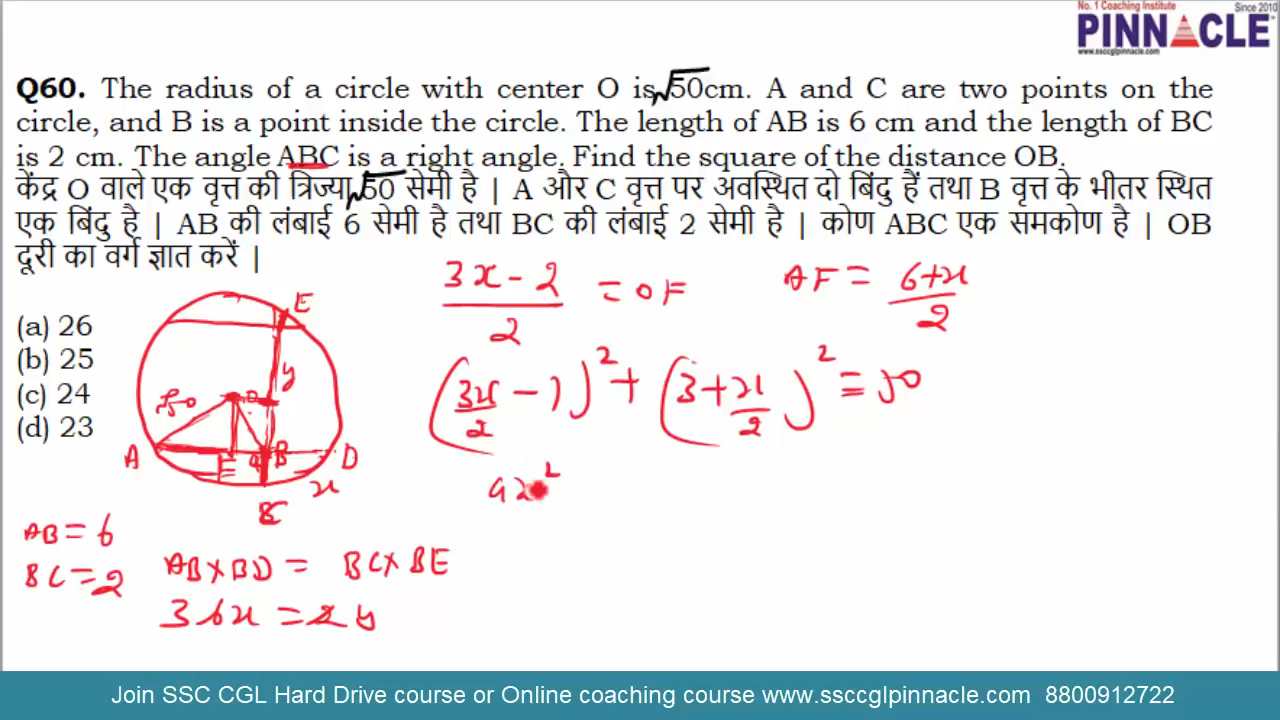 No. 1 Coaching Institute Since 2010
PINNACLE
www.ssccglpinnacle.com
Q60. The radius of a circle with center O is √50cm. A and C are two points on the
circle, and B is a point inside the circle. The length of AB is 6 cm and the length of BC
is 2 cm. The angle ABC is a right angle. Find the square of the distance OB.
केंद्र O वाले एक वृत्त की त्रिज्या √50 सेमी है | A और C वृत्त पर अवस्थित दो बिंदु हैं तथा B वृत्त के भीतर स्थित
एक बिंदु है | AB की लंबाई 6 सेमी है तथा BC की लंबाई 2 सेमी है | कोण ABC एक समकोण है | OB
दूरी का वर्ग ज्ञात करें |
(a) 26
(b) 25
(c) 24
(d) 23
E
y
√50
O
A
F
B
D
x
C
AB = 6
BC = 2
AB × BD = BC × BE
3 6x = 2 y
(3x - 2)/2 = OF
AF = (6+x)/2
(3x/2 - 1)² + (3 + x/2)² = 50
9x²
Join SSC CGL Hard Drive course or Online coaching course www.ssccglpinnacle.com 8800912722